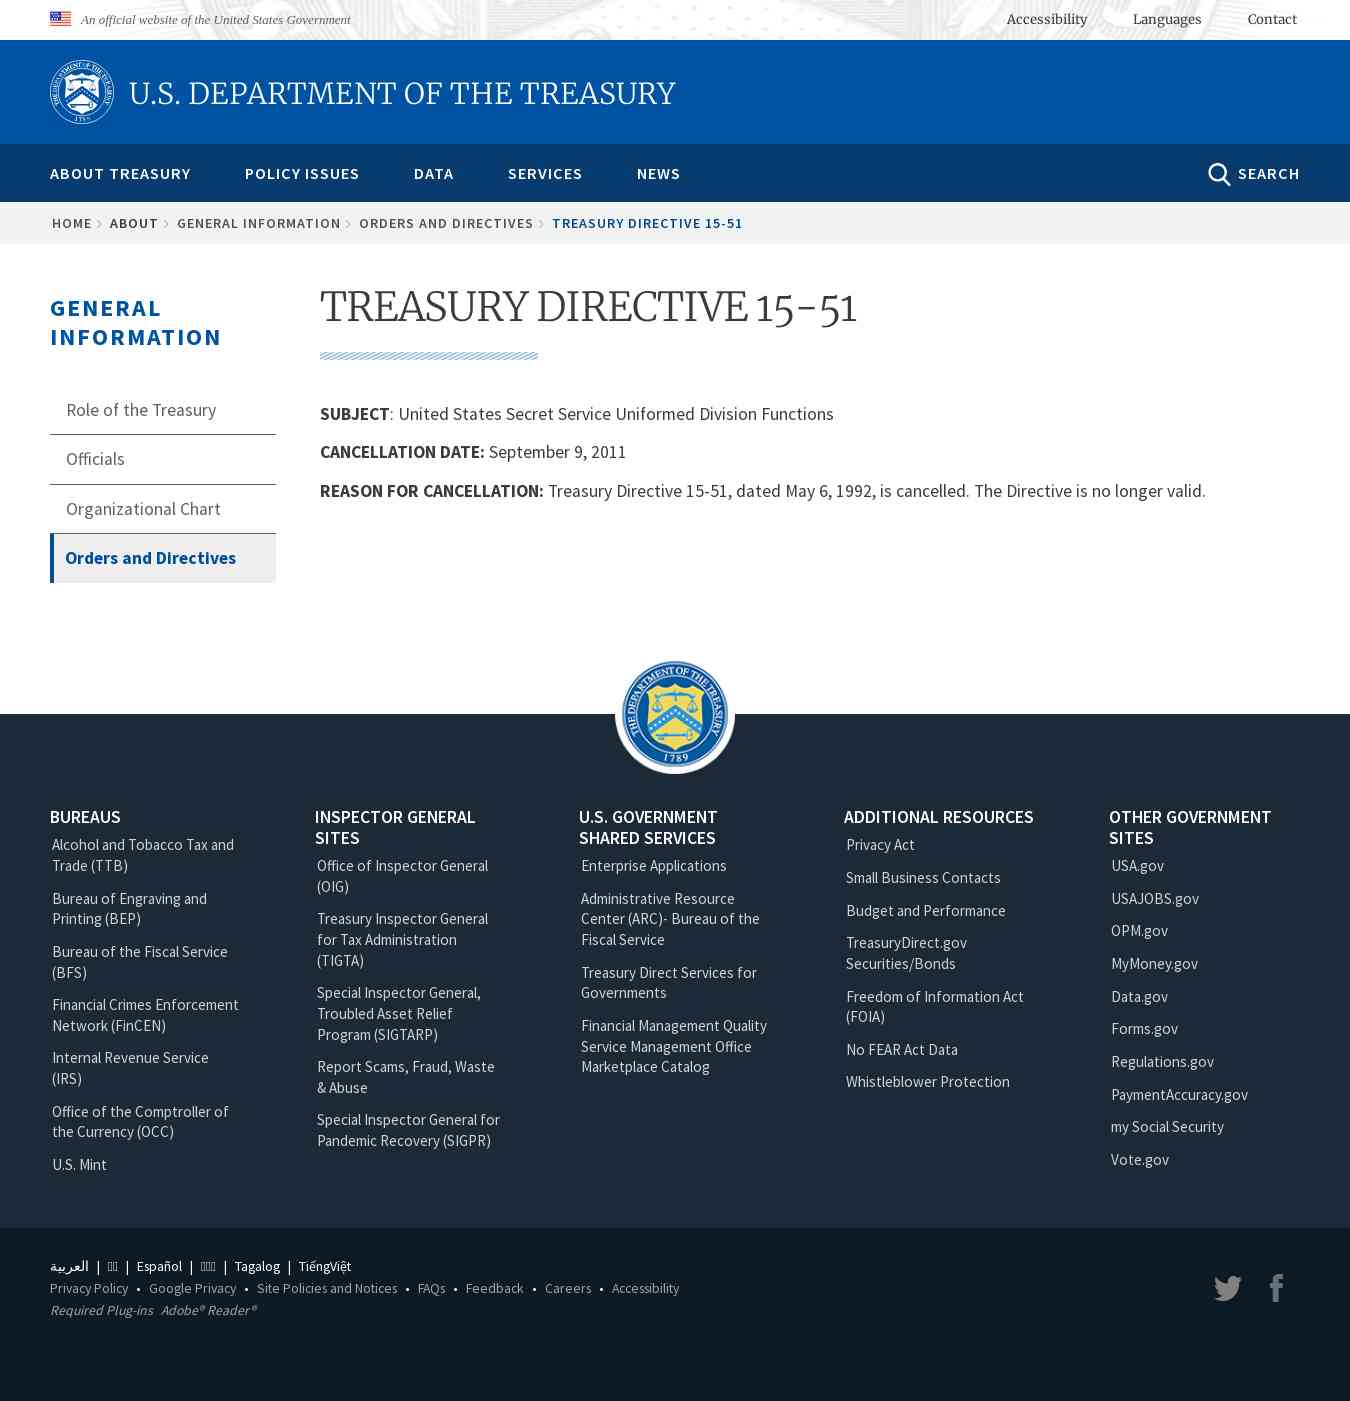 An official website of the United States Government
Accessibility
Languages
Contact
U.S. DEPARTMENT OF THE TREASURY
ABOUT TREASURY
POLICY ISSUES
DATA
SERVICES
NEWS
SEARCH
HOME
ABOUT
GENERAL INFORMATION
ORDERS AND DIRECTIVES
TREASURY DIRECTIVE 15-51
GENERAL
INFORMATION
Role of the Treasury
Officials
Organizational Chart
Orders and Directives
TREASURY DIRECTIVE 15-51
SUBJECT: United States Secret Service Uniformed Division Functions
CANCELLATION DATE: September 9, 2011
REASON FOR CANCELLATION: Treasury Directive 15-51, dated May 6, 1992, is cancelled. The Directive is no longer valid.
THE DEPARTMENT OF THE TREASURY
1789
BUREAUS
Alcohol and Tobacco Tax and
Trade (TTB)
Bureau of Engraving and
Printing (BEP)
Bureau of the Fiscal Service
(BFS)
Financial Crimes Enforcement
Network (FinCEN)
Internal Revenue Service
(IRS)
Office of the Comptroller of
the Currency (OCC)
U.S. Mint
INSPECTOR GENERAL
SITES
Office of Inspector General
(OIG)
Treasury Inspector General
for Tax Administration
(TIGTA)
Special Inspector General,
Troubled Asset Relief
Program (SIGTARP)
Report Scams, Fraud, Waste
& Abuse
Special Inspector General for
Pandemic Recovery (SIGPR)
U.S. GOVERNMENT
SHARED SERVICES
Enterprise Applications
Administrative Resource
Center (ARC)- Bureau of the
Fiscal Service
Treasury Direct Services for
Governments
Financial Management Quality
Service Management Office
Marketplace Catalog
ADDITIONAL RESOURCES
Privacy Act
Small Business Contacts
Budget and Performance
TreasuryDirect.gov
Securities/Bonds
Freedom of Information Act
(FOIA)
No FEAR Act Data
Whistleblower Protection
OTHER GOVERNMENT
SITES
USA.gov
USAJOBS.gov
OPM.gov
MyMoney.gov
Data.gov
Forms.gov
Regulations.gov
PaymentAccuracy.gov
my Social Security
Vote.gov
العربية | | Español | | Tagalog | TiếngViệt
Privacy Policy • Google Privacy • Site Policies and Notices • FAQs • Feedback • Careers • Accessibility
Required Plug-ins Adobe® Reader®